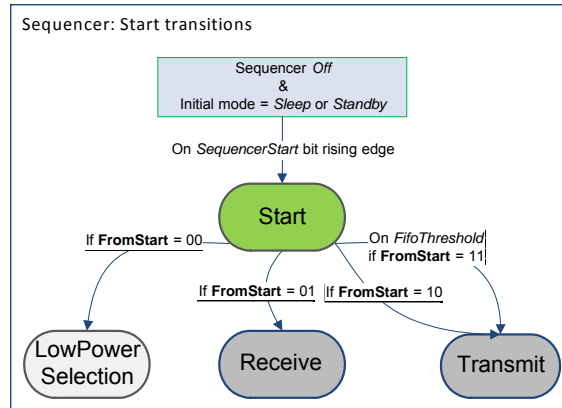 Sequencer: Start transitions
Sequencer Off
&
Initial mode = Sleep or Standby
On SequencerStart bit rising edge
Start
If FromStart = 00
On FifoThreshold
if FromStart = 11
If FromStart = 01
If FromStart = 10
LowPower
Selection
Receive
Transmit